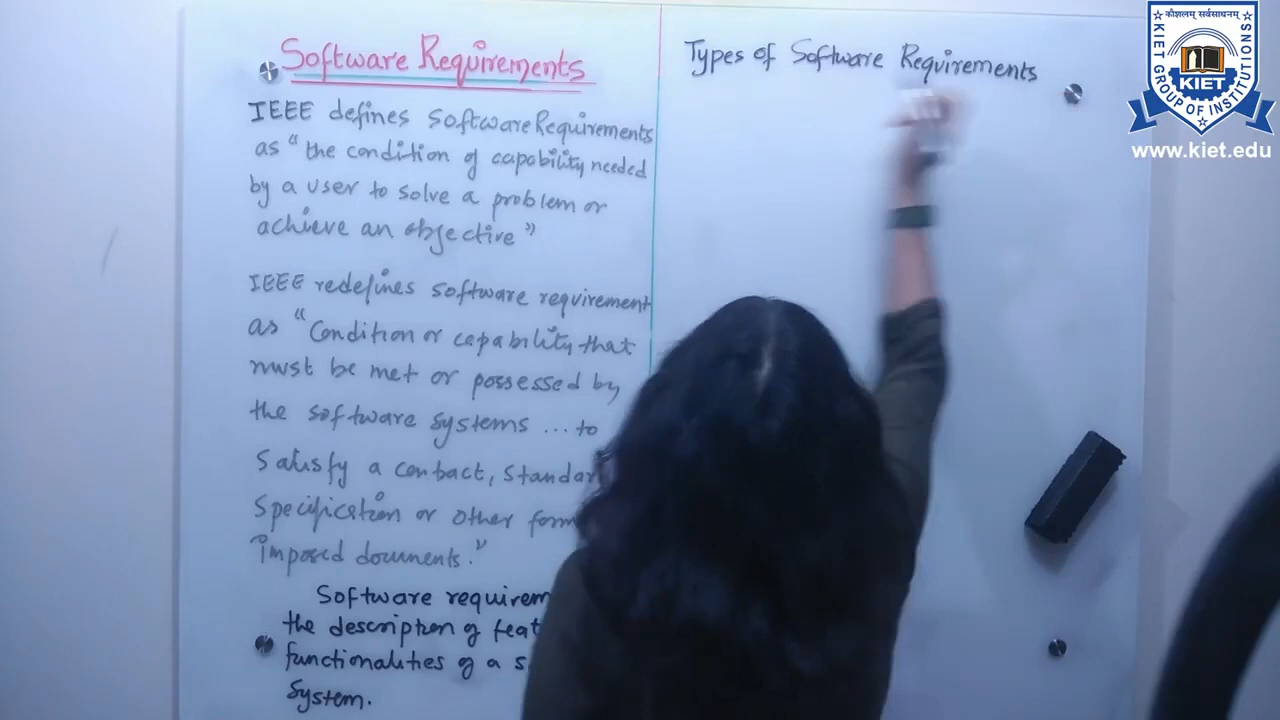 Software Requirements
IEEE defines Software Requirements
as "the condition of capability needed
by a user to solve a problem or
achieve an objective"
IEEE redefines software requirement
as "Condition or capability that
must be met or possessed by
the software systems ... to
Satisfy a contact, standar
Specification or other form
imposed documents."
Software requirem
the description of feat
functionalities of a s
System.
Types of Software Requirements
कौशलम् सर्वसाधनम्
KIET GROUP OF INSTITUTIONS
KIET
www.kiet.edu